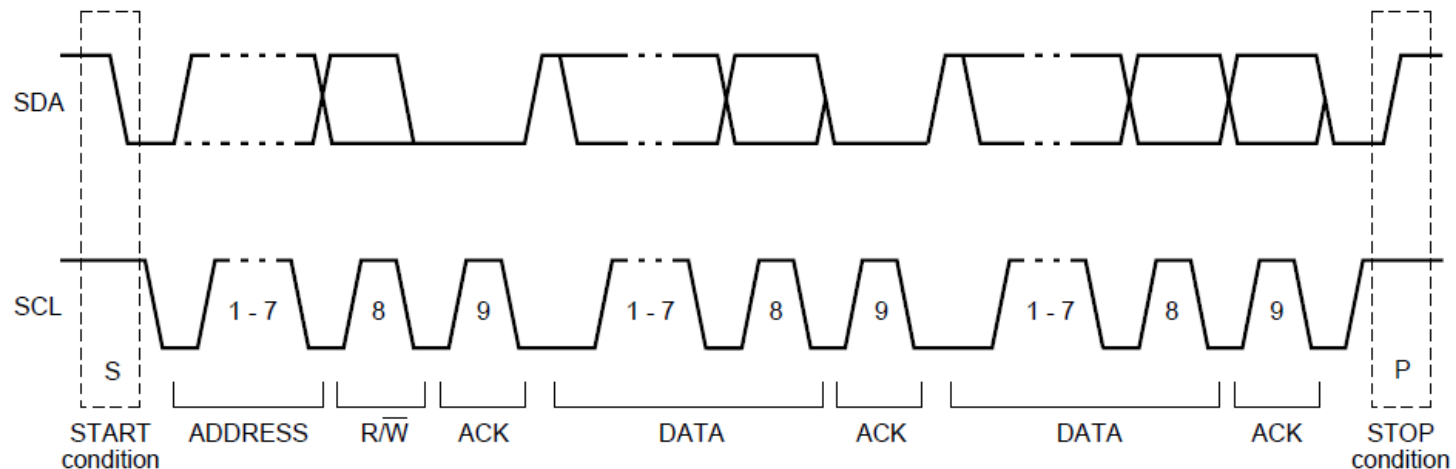 SDA
SCL
1 - 7
8
9
1 - 7
8
9
1 - 7
8
9
S
P
START
condition
ADDRESS
R/W̅
ACK
DATA
ACK
DATA
ACK
STOP
condition